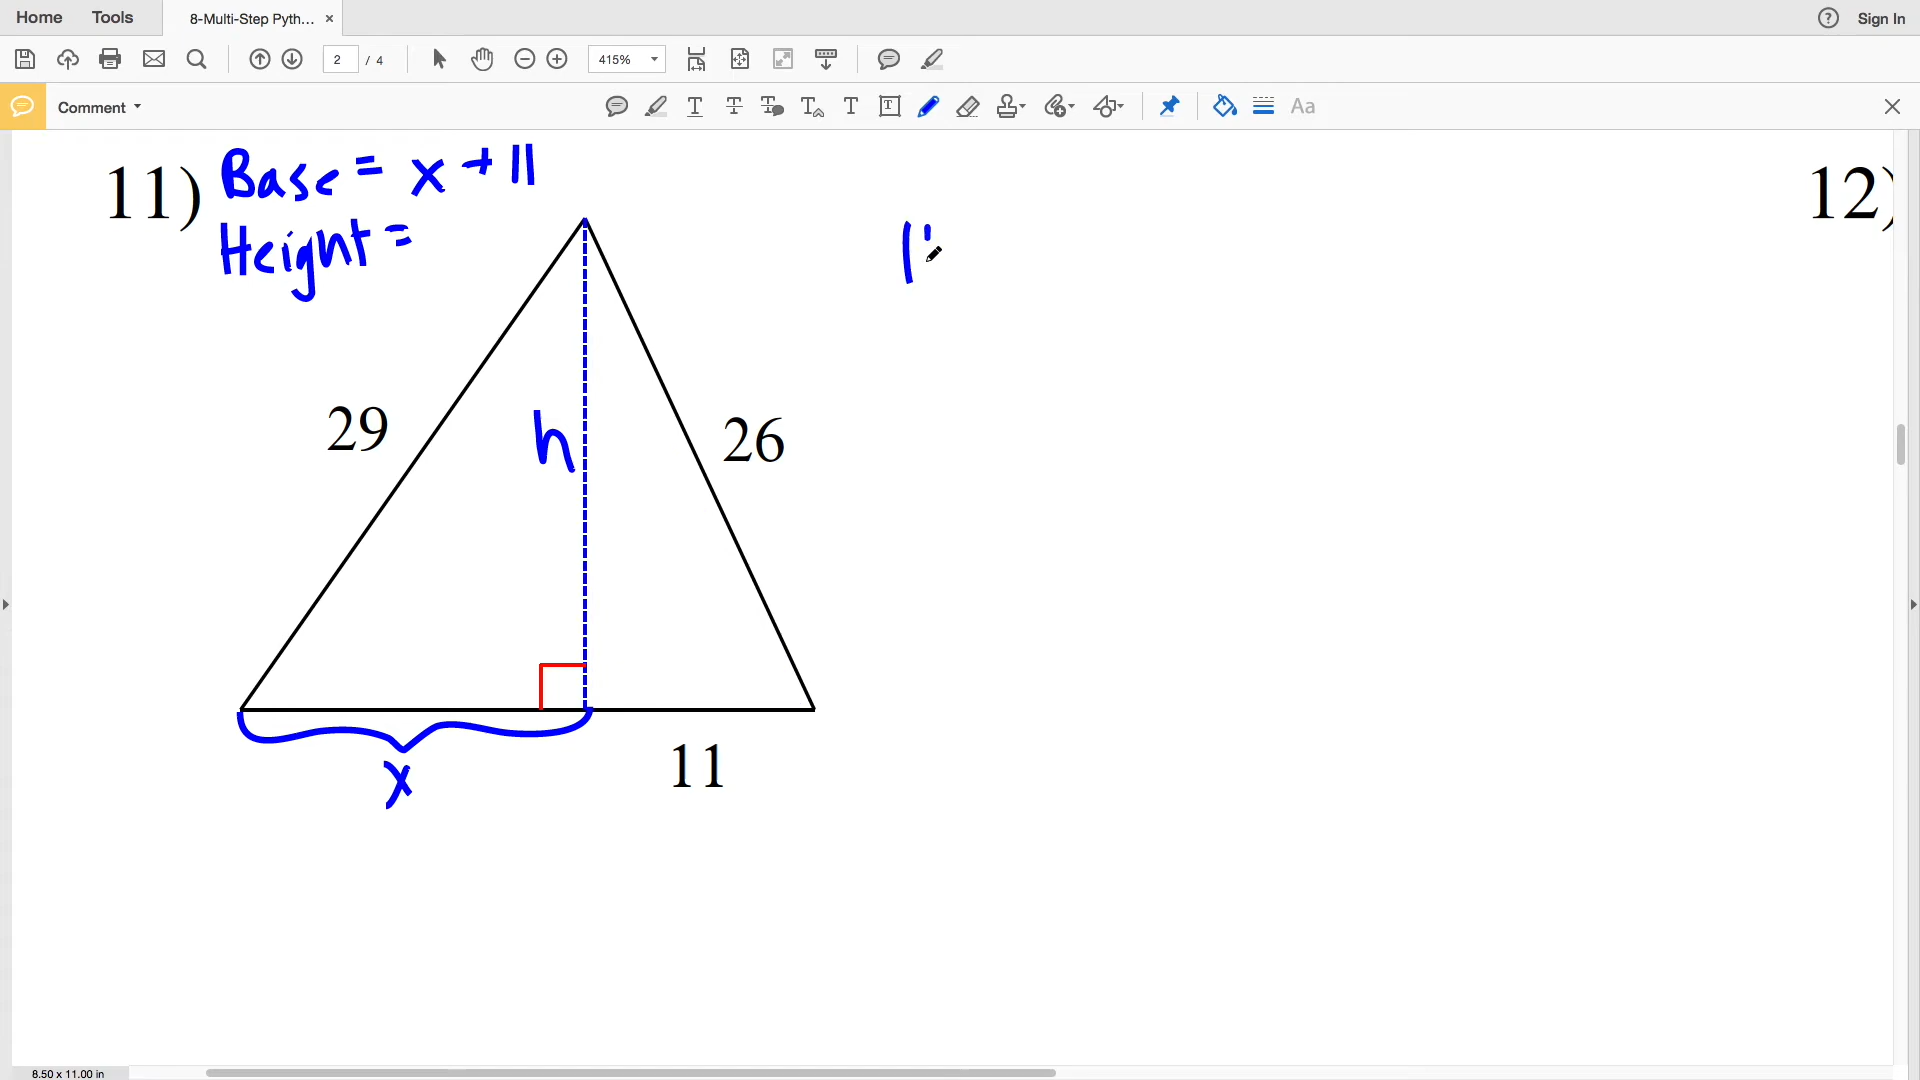 Home Tools 8-Multi-Step Pyth... × ? Sign In
2 / 4 415%
Comment Aa
11) Base = x + 11
Height =
12)
29
h
26
11
x
8.50 x 11.00 in